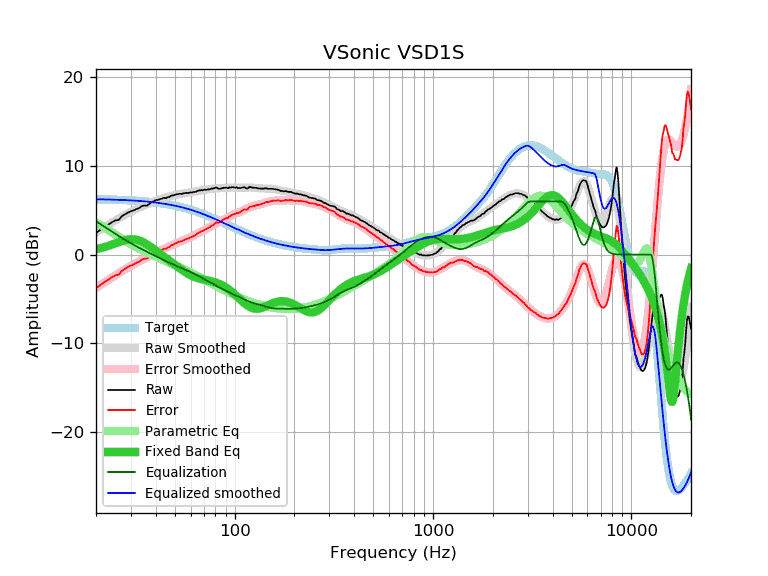 VSonic VSD1S
20
10
0
−10
−20
Amplitude (dBr)
Target
Raw Smoothed
Error Smoothed
Raw
Error
Parametric Eq
Fixed Band Eq
Equalization
Equalized smoothed
100
1000
10000
Frequency (Hz)